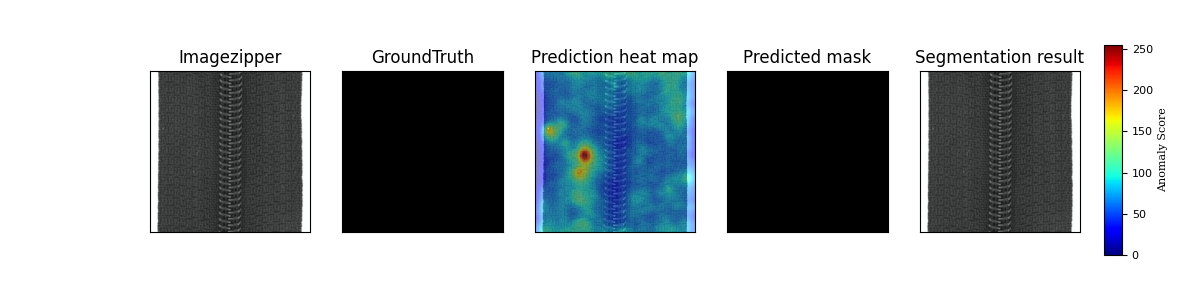 Imagezipper
GroundTruth
Prediction heat map
Predicted mask
Segmentation result
250
200
150
100
50
0
Anomaly Score